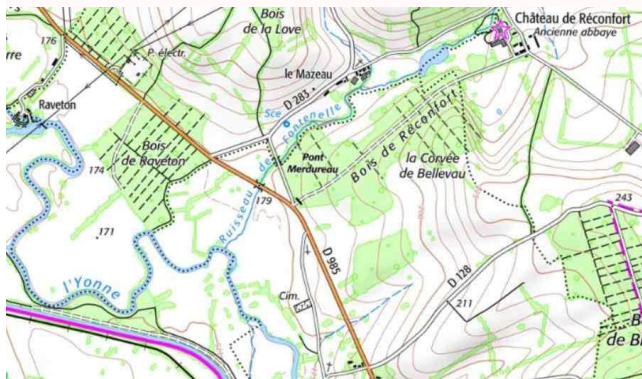 176
Bois
de la Love
Château de Réconfort
Ancienne abbaye
P. électr.
rre
le Mazeau
Raveton
D 283
Sce
Ruisseau de Fontenelle
Bois
de Raveton
Pont
Merdureau
Bois de Réconfort
la Corvée
de Bellevau
174
179
243
171
D 985
l'Yonne
D 128
Cim.
211
B
de B